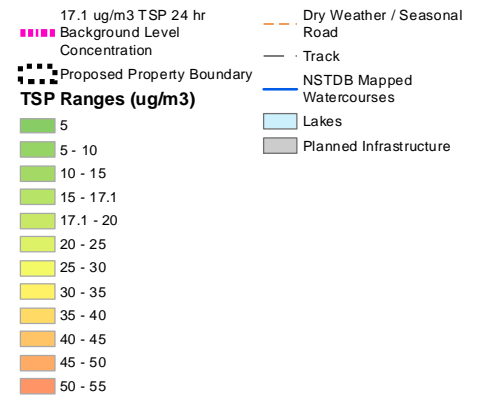 17.1 ug/m3 TSP 24 hr
Background Level
Concentration
Proposed Property Boundary
TSP Ranges (ug/m3)
5
5 - 10
10 - 15
15 - 17.1
17.1 - 20
20 - 25
25 - 30
30 - 35
35 - 40
40 - 45
45 - 50
50 - 55
Dry Weather / Seasonal
Road
Track
NSTDB Mapped
Watercourses
Lakes
Planned Infrastructure